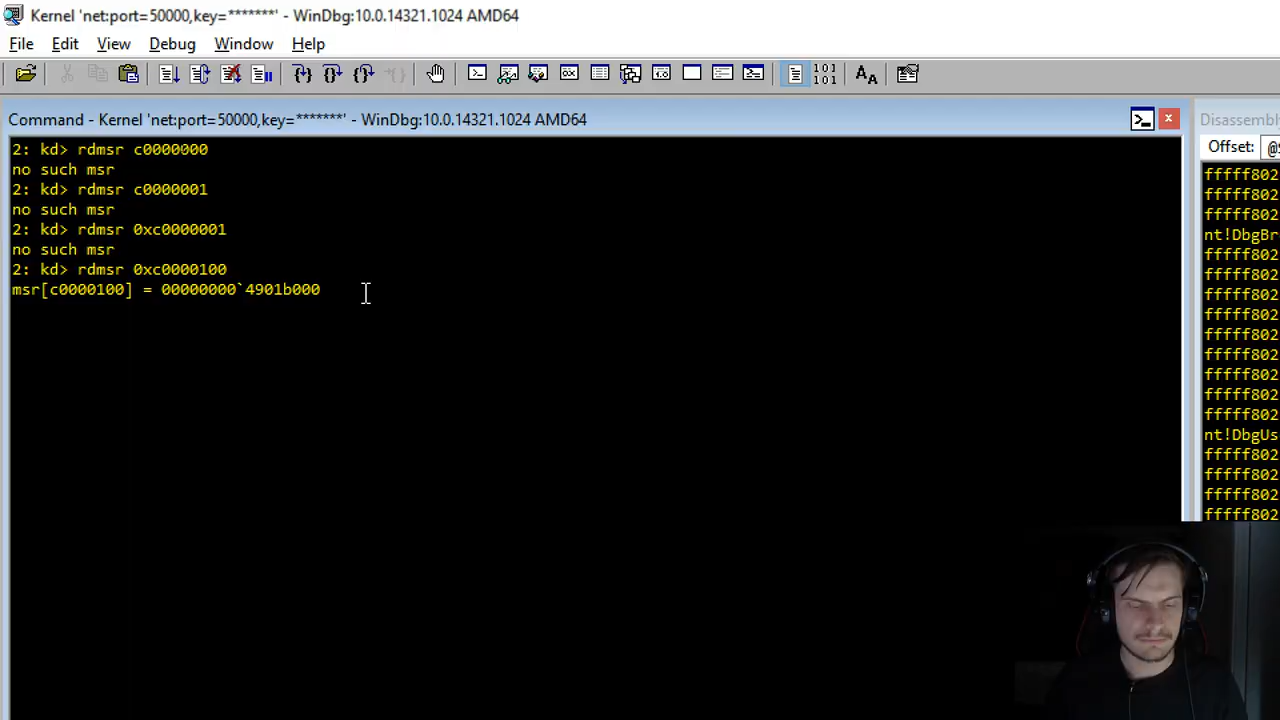 Kernel 'net:port=50000,key=*******' - WinDbg:10.0.14321.1024 AMD64
File Edit View Debug Window Help
Command - Kernel 'net:port=50000,key=*******' - WinDbg:10.0.14321.1024 AMD64
2: kd> rdmsr c0000000
no such msr
2: kd> rdmsr c0000001
no such msr
2: kd> rdmsr 0xc0000001
no such msr
2: kd> rdmsr 0xc0000100
msr[c0000100] = 00000000`4901b000
Disassembly
Offset: @
fffff802
fffff802
fffff802
nt!DbgBr
fffff802
fffff802
fffff802
fffff802
fffff802
fffff802
fffff802
fffff802
fffff802
nt!DbgUs
fffff802
fffff802
fffff802
fffff802